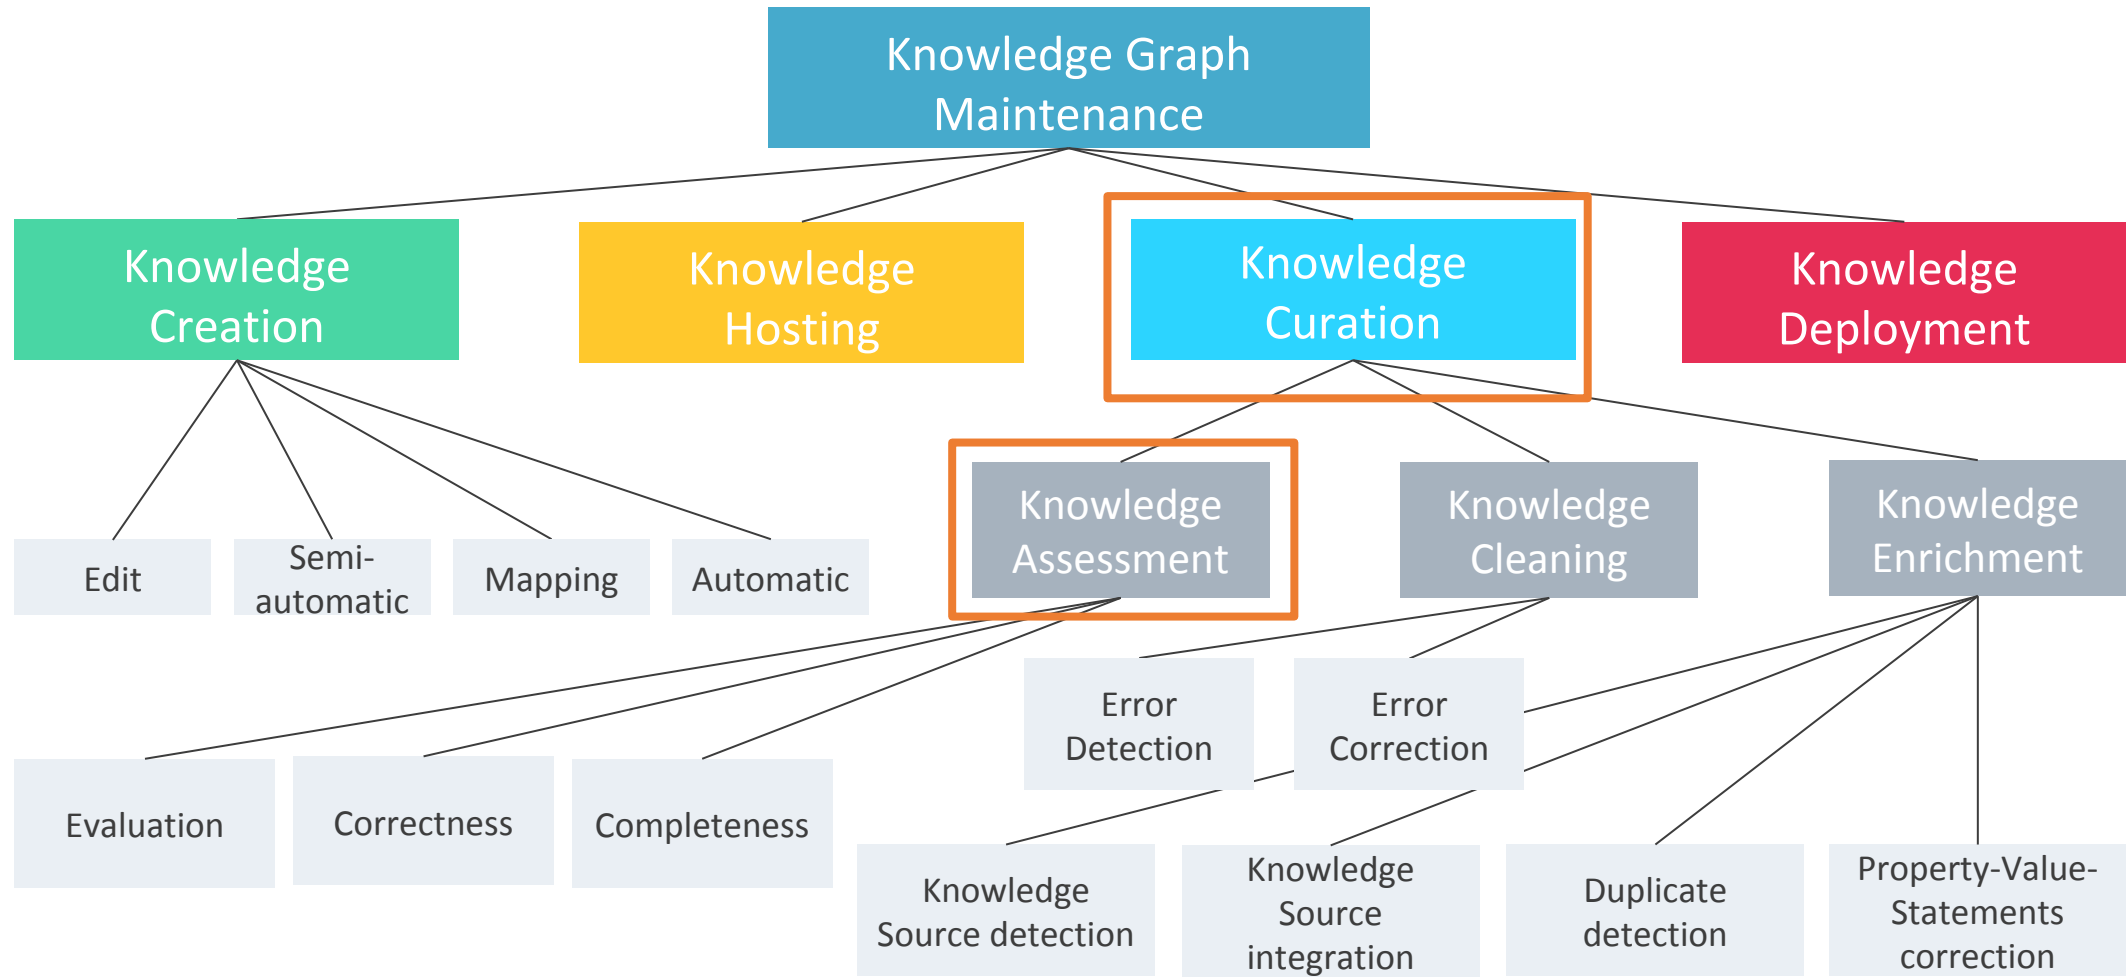 Knowledge Graph
Maintenance
Knowledge
Creation
Knowledge
Hosting
Knowledge
Curation
Knowledge
Deployment
Knowledge
Assessment
Knowledge
Cleaning
Knowledge
Enrichment
Edit
Semi-
automatic
Mapping
Automatic
Error
Detection
Error
Correction
Evaluation
Correctness
Completeness
Knowledge
Source detection
Knowledge
Source
integration
Duplicate
detection
Property-Value-
Statements
correction